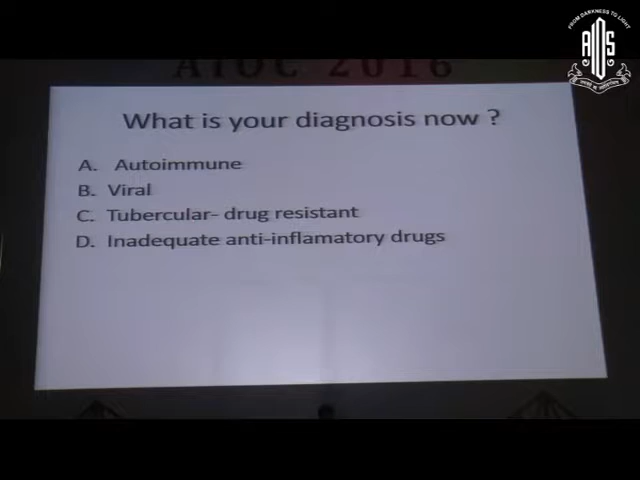 FROM DARKNESS TO LIGHT
AIOS
AIOC 2016
What is your diagnosis now ?
A. Autoimmune
B. Viral
C. Tubercular- drug resistant
D. Inadequate anti-inflamatory drugs